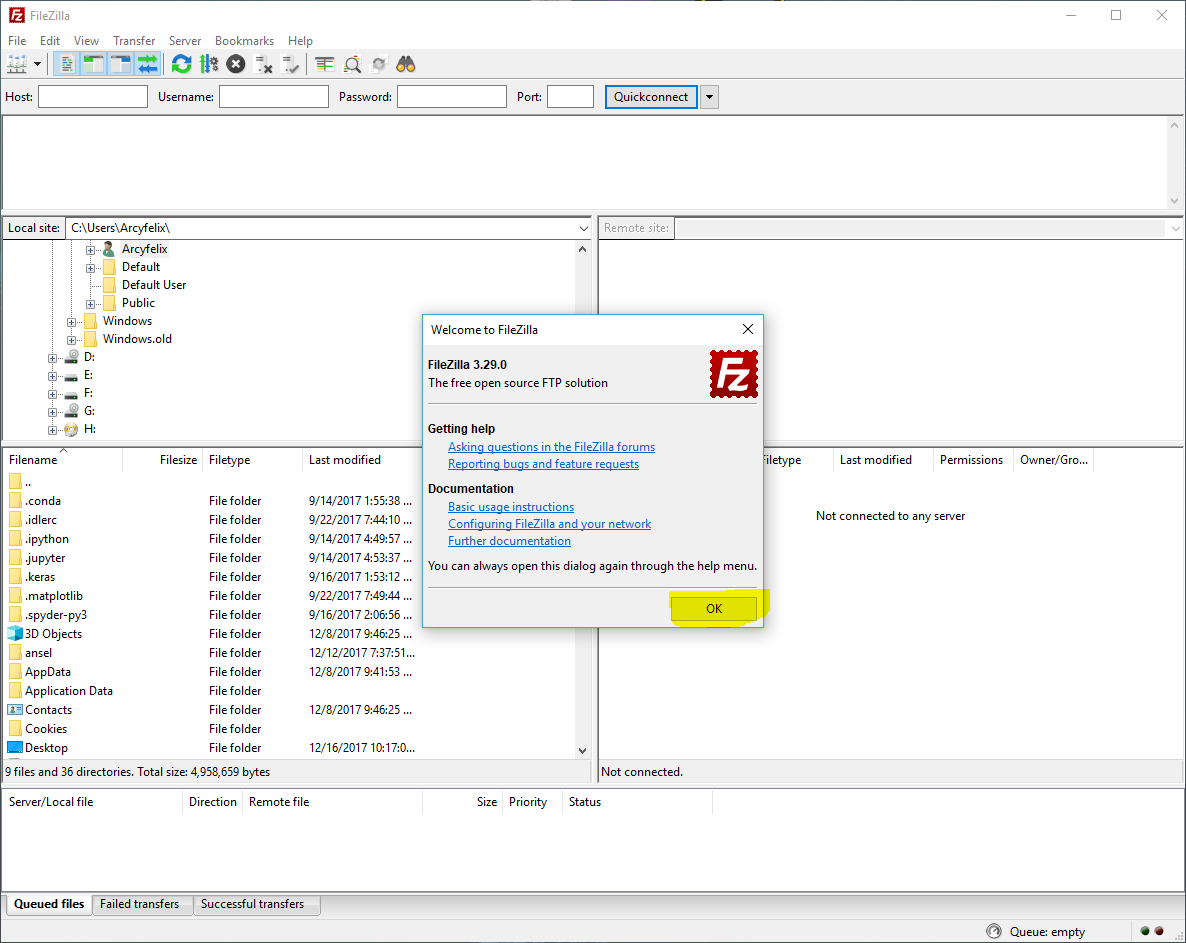 FileZilla
File Edit View Transfer Server Bookmarks Help
Host: Username: Password: Port: Quickconnect
Local site: C:\Users\Arcyfelix\
Remote site:
Arcyfelix
Default
Default User
Public
Windows
Windows.old
D:
E:
F:
G:
H:
Welcome to FileZilla
FileZilla 3.29.0
The free open source FTP solution
Fz
Getting help
Asking questions in the FileZilla forums
Reporting bugs and feature requests
Documentation
Basic usage instructions
Configuring FileZilla and your network
Further documentation
You can always open this dialog again through the help menu.
OK
Filename Filesize Filetype Last modified
..
.conda File folder 9/14/2017 1:55:38 ...
.idlerc File folder 9/22/2017 7:44:10 ...
.ipython File folder 9/14/2017 4:49:57 ...
.jupyter File folder 9/14/2017 4:53:37 ...
.keras File folder 9/16/2017 1:53:12 ...
.matplotlib File folder 9/22/2017 7:49:44 ...
.spyder-py3 File folder 9/16/2017 2:06:56 ...
3D Objects File folder 12/8/2017 9:46:25 ...
ansel File folder 12/12/2017 7:37:51...
AppData File folder 12/8/2017 9:41:53 ...
Application Data File folder
Contacts File folder 12/8/2017 9:46:25 ...
Cookies File folder
Desktop File folder 12/16/2017 10:17:0...
9 files and 36 directories. Total size: 4,958,659 bytes
Filetype Last modified Permissions Owner/Gro...
Not connected to any server
Not connected.
Server/Local file Direction Remote file Size Priority Status
Queued files Failed transfers Successful transfers
Queue: empty